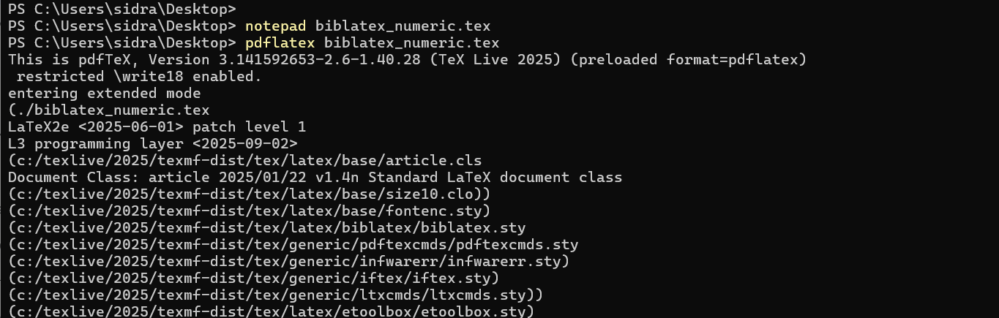 PS C:\Users\sidra\Desktop>
PS C:\Users\sidra\Desktop> notepad biblatex_numeric.tex
PS C:\Users\sidra\Desktop> pdflatex biblatex_numeric.tex
This is pdfTeX, Version 3.141592653-2.6-1.40.28 (TeX Live 2025) (preloaded format=pdflatex)
 restricted \write18 enabled.
entering extended mode
(./biblatex_numeric.tex
LaTeX2e <2025-06-01> patch level 1
L3 programming layer <2025-09-02>
(c:/texlive/2025/texmf-dist/tex/latex/base/article.cls
Document Class: article 2025/01/22 v1.4n Standard LaTeX document class
(c:/texlive/2025/texmf-dist/tex/latex/base/size10.clo))
(c:/texlive/2025/texmf-dist/tex/latex/base/fontenc.sty)
(c:/texlive/2025/texmf-dist/tex/latex/biblatex/biblatex.sty
(c:/texlive/2025/texmf-dist/tex/generic/pdftexcmds/pdftexcmds.sty
(c:/texlive/2025/texmf-dist/tex/generic/infwarerr/infwarerr.sty)
(c:/texlive/2025/texmf-dist/tex/generic/iftex/iftex.sty)
(c:/texlive/2025/texmf-dist/tex/generic/ltxcmds/ltxcmds.sty))
(c:/texlive/2025/texmf-dist/tex/latex/etoolbox/etoolbox.sty)